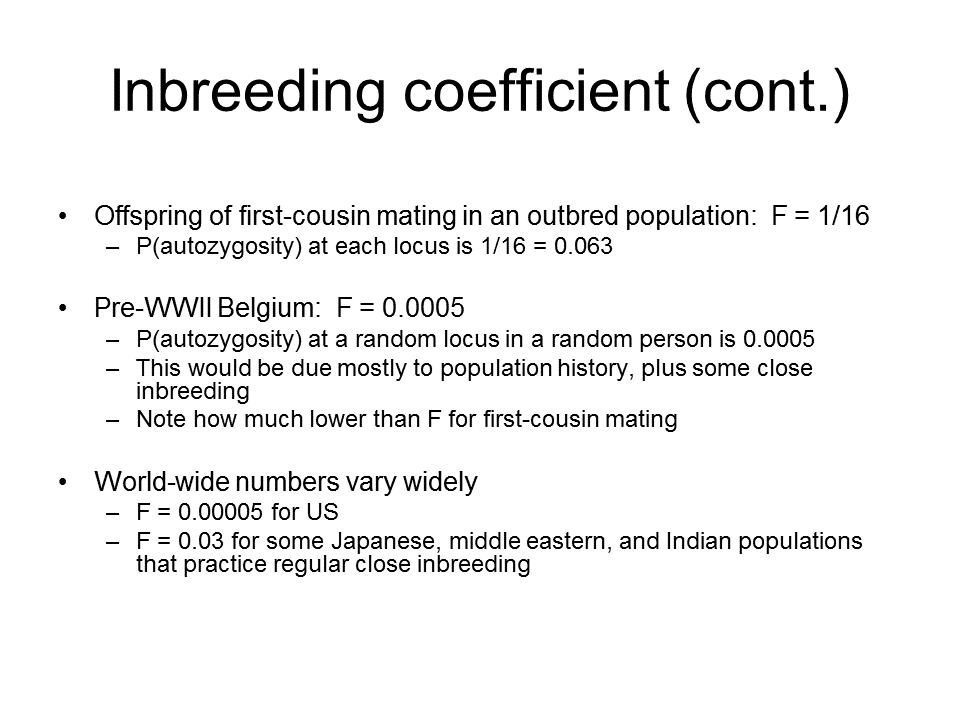 Inbreeding coefficient (cont.)
• Offspring of first-cousin mating in an outbred population:  F = 1/16
– P(autozygosity) at each locus is 1/16 = 0.063
• Pre-WWII Belgium:  F = 0.0005
– P(autozygosity) at a random locus in a random person is 0.0005
– This would be due mostly to population history, plus some close
inbreeding
– Note how much lower than F for first-cousin mating
• World-wide numbers vary widely
– F = 0.00005 for US
– F = 0.03 for some Japanese, middle eastern, and Indian populations
that practice regular close inbreeding